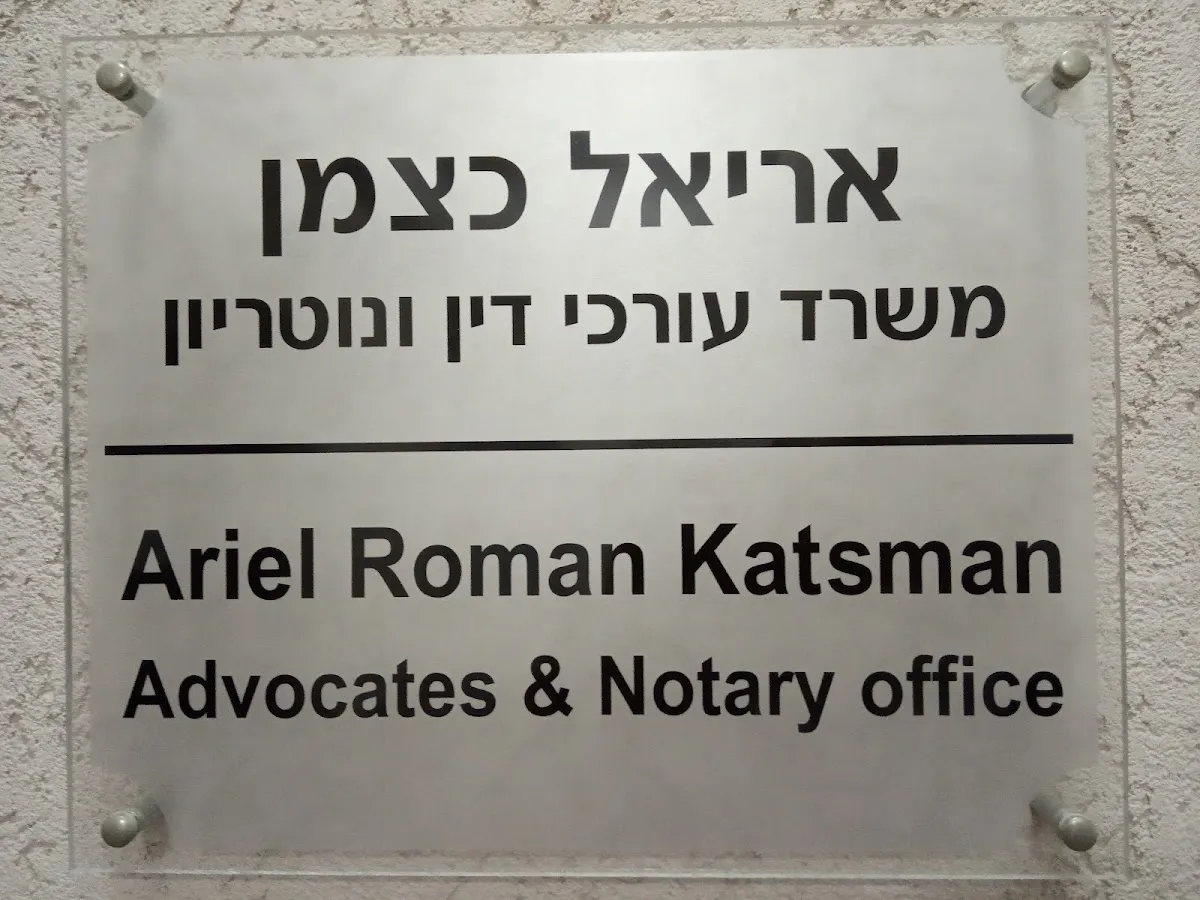 אריאל כצמן
משרד עורכי דין ונוטריון
Ariel Roman Katsman
Advocates & Notary office